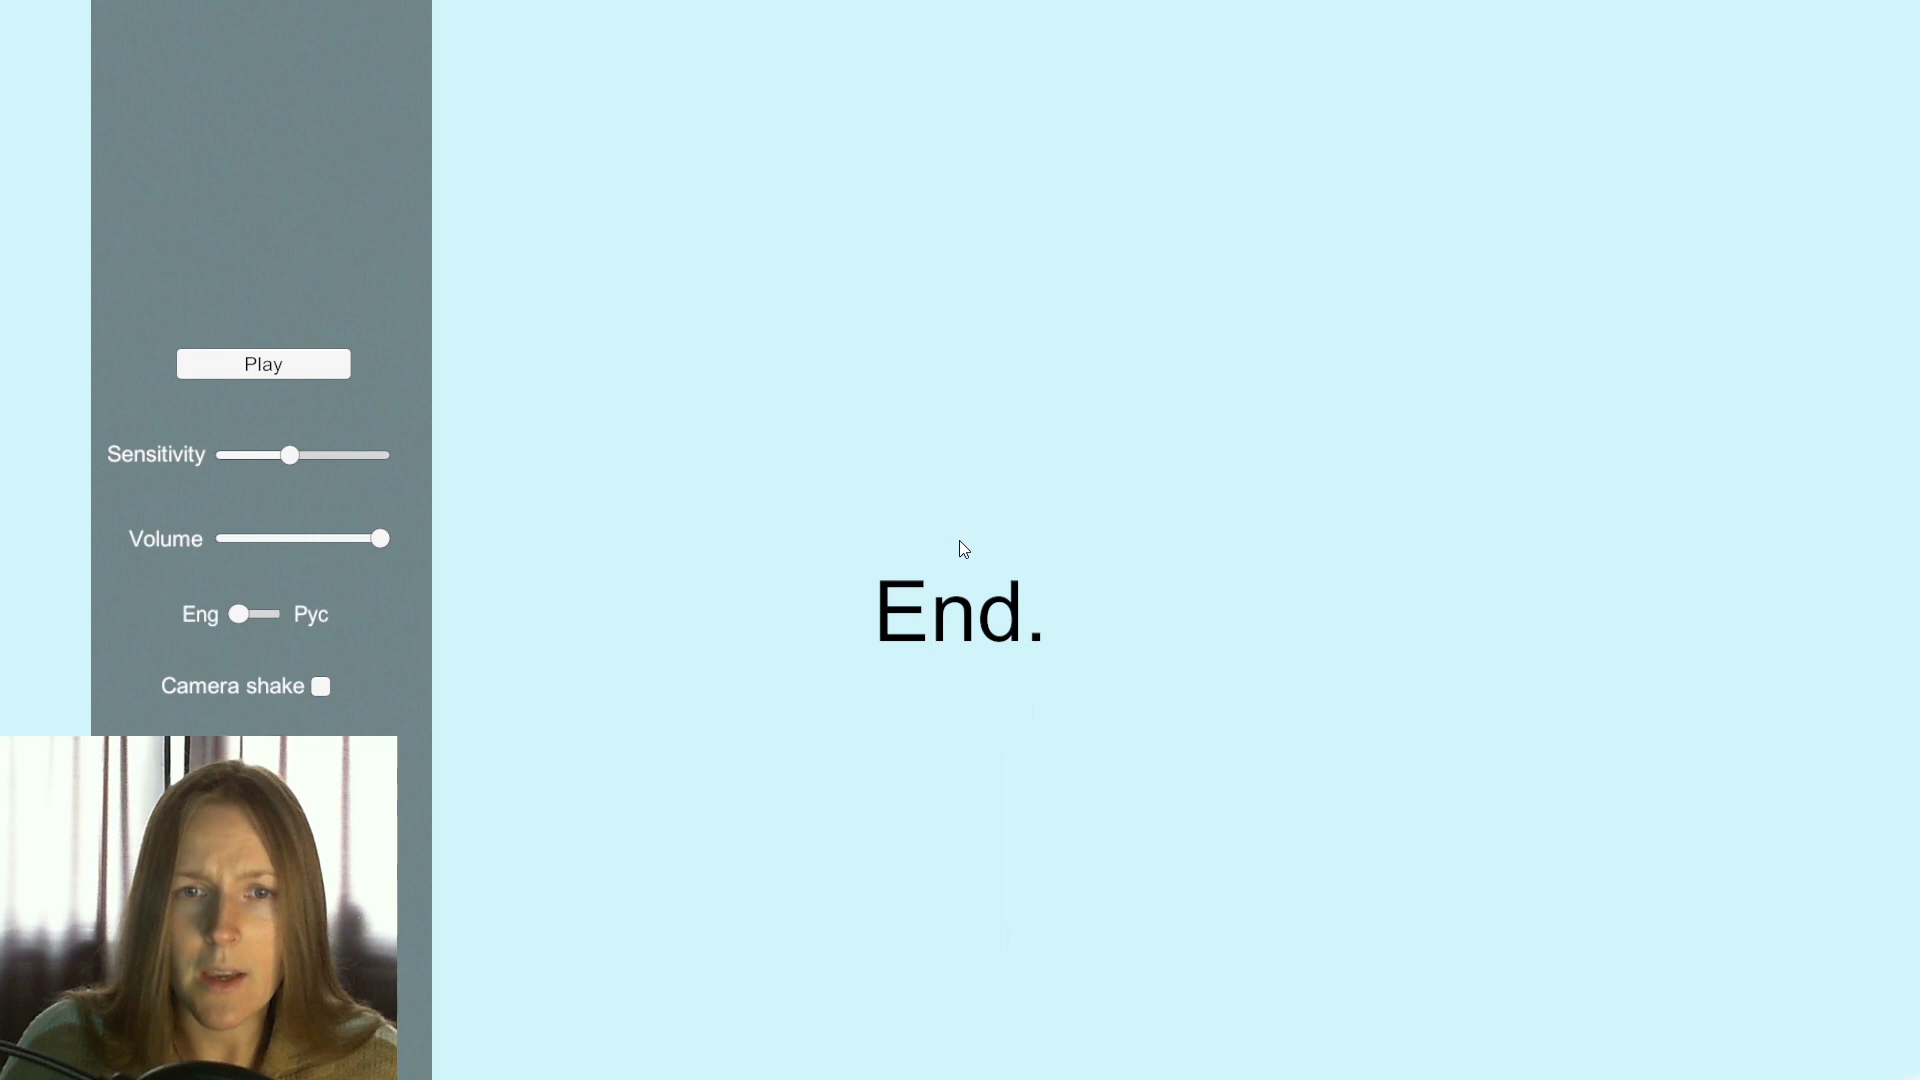 Play
Sensitivity
Volume
Eng Рус
Camera shake
End.